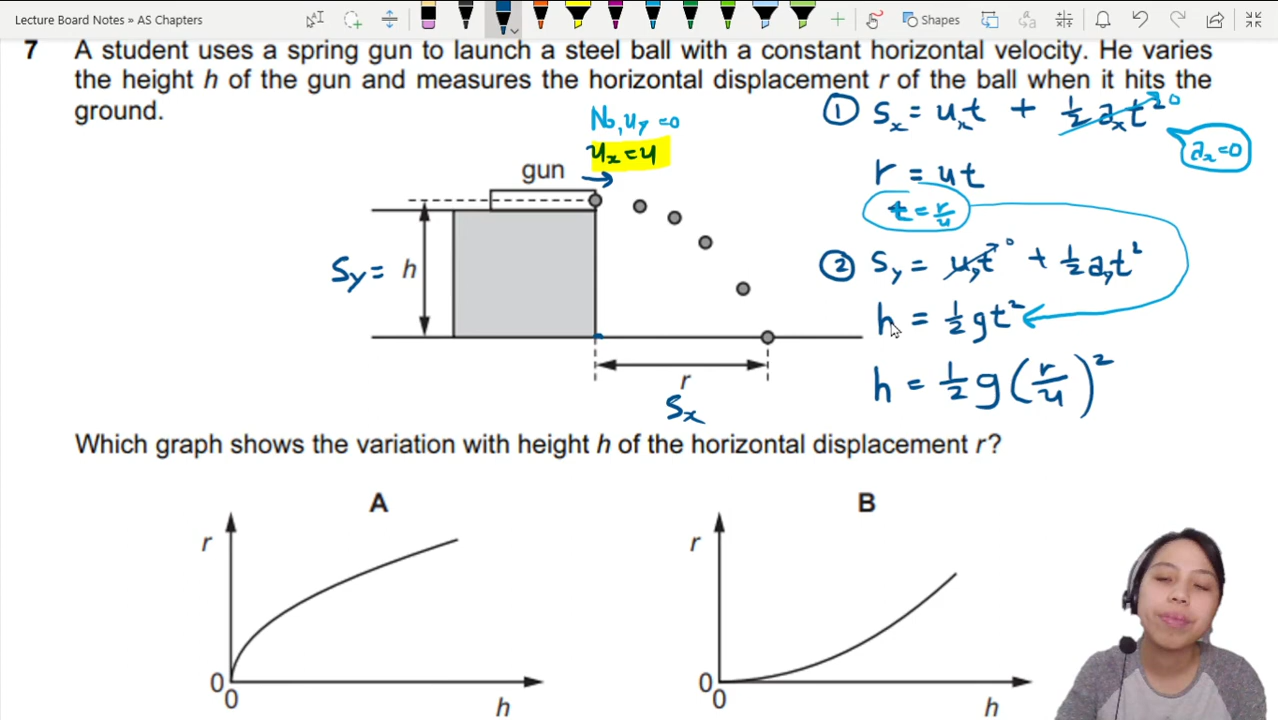 Lecture Board Notes » AS Chapters
Shapes
7 A student uses a spring gun to launch a steel ball with a constant horizontal velocity. He varies
the height h of the gun and measures the horizontal displacement r of the ball when it hits the
ground.
No, uy = 0
ux = u
gun
Sy = h
r
Sx
① Sx = uxt + ½axt² 0
ax = 0
r = ut
t = r/u
② Sy = uyt 0 + ½ayt²
h = ½gt²
h = ½g(r/u)²
Which graph shows the variation with height h of the horizontal displacement r?
A
r
0
0
h
B
r
0
0
h